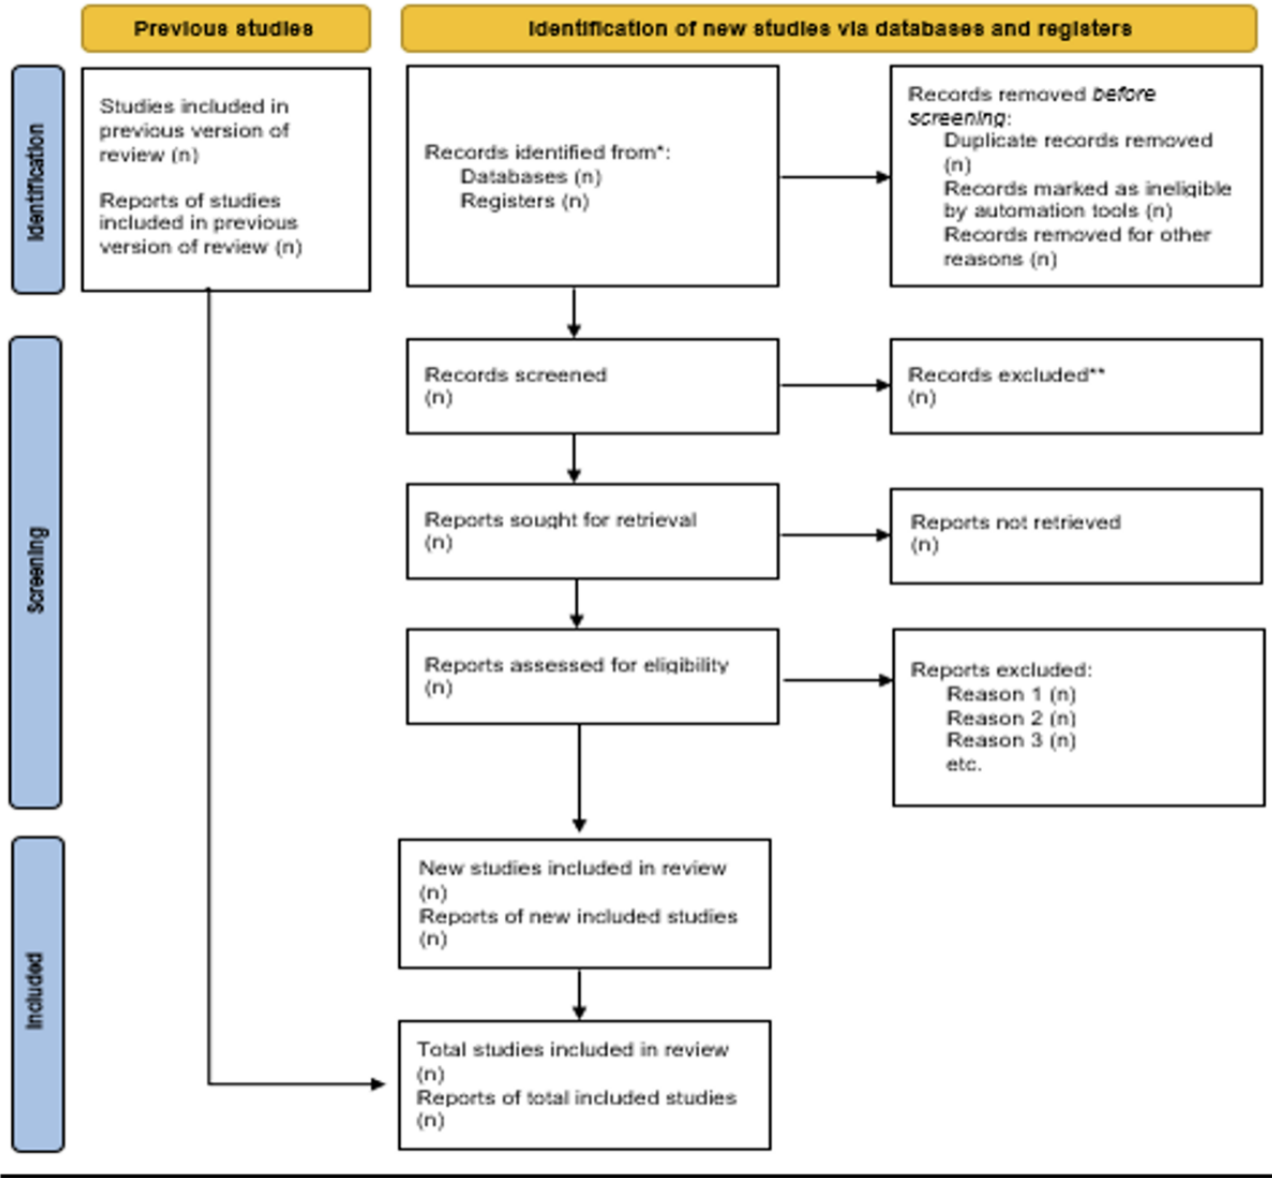 Previous studies
Identification of new studies via databases and registers
Identification
Studies included in
previous version of
review (n)
Reports of studies
included in previous
version of review (n)
Records identified from*:
Databases (n)
Registers (n)
Records removed before
screening:
Duplicate records removed
(n)
Records marked as ineligible
by automation tools (n)
Records removed for other
reasons (n)
Screening
Records screened
(n)
Records excluded**
(n)
Reports sought for retrieval
(n)
Reports not retrieved
(n)
Reports assessed for eligibility
(n)
Reports excluded:
Reason 1 (n)
Reason 2 (n)
Reason 3 (n)
etc.
Included
New studies included in review
(n)
Reports of new included studies
(n)
Total studies included in review
(n)
Reports of total included studies
(n)